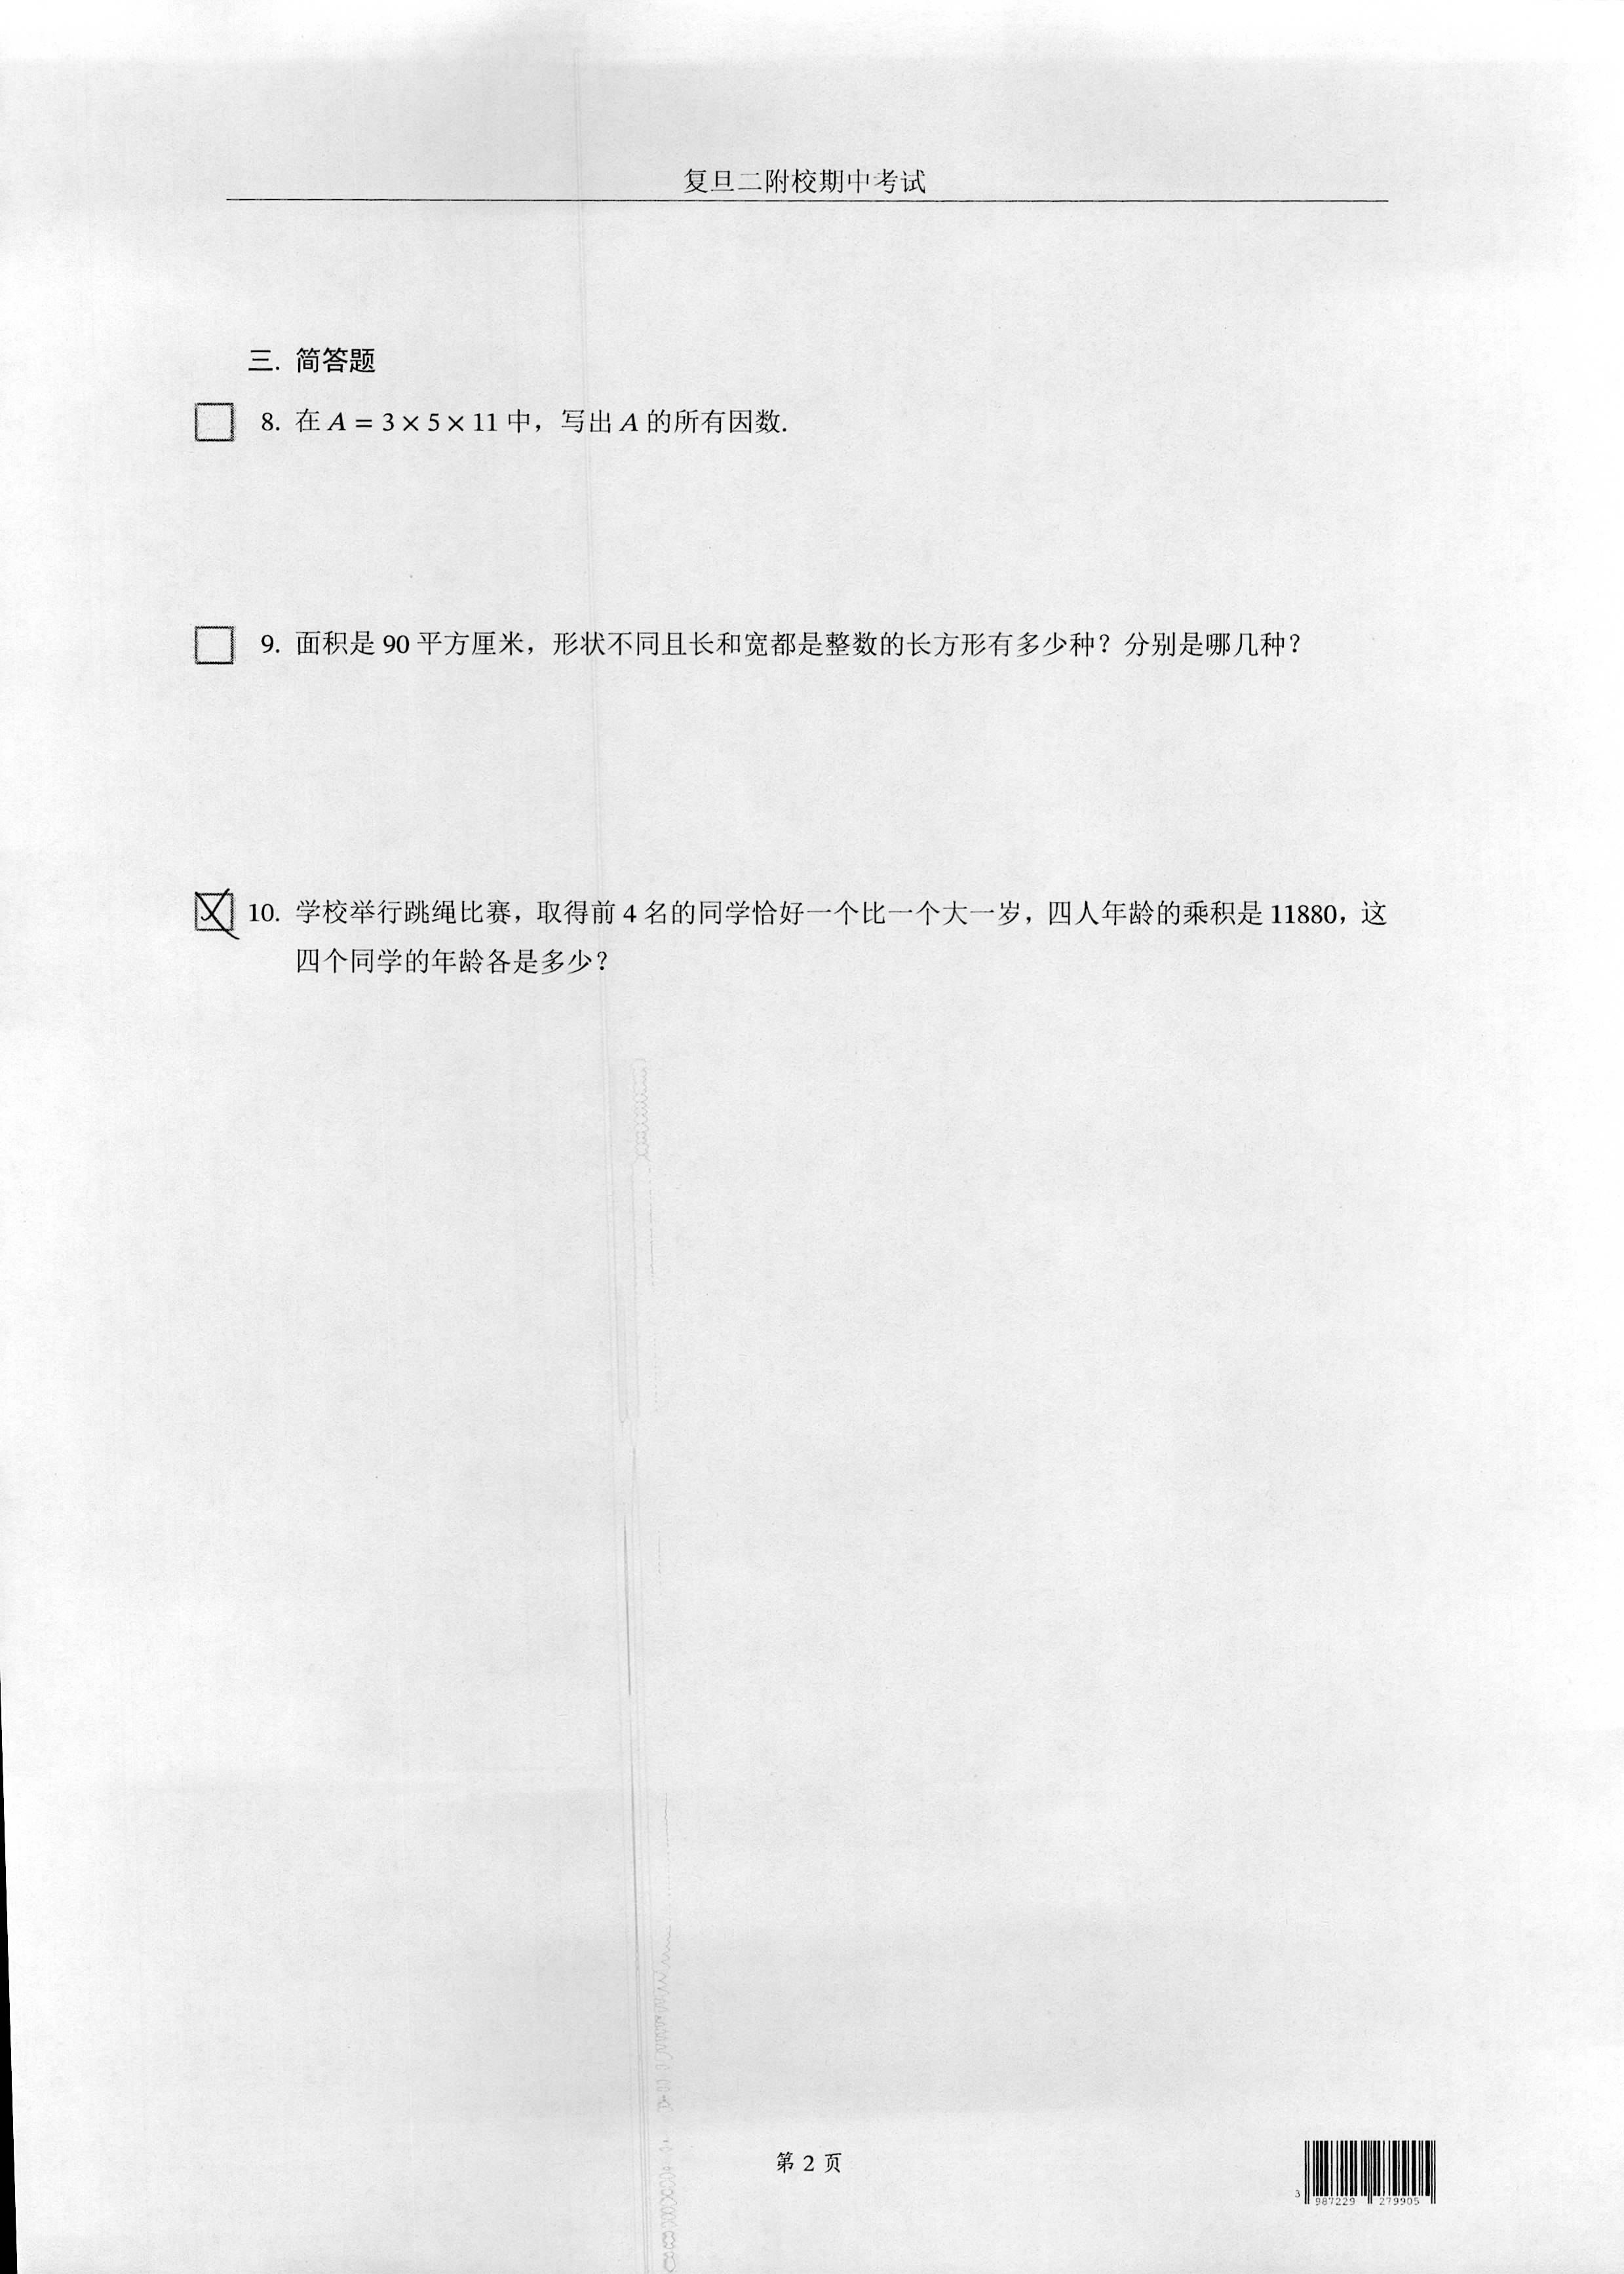 复旦二附校期中考试
三. 简答题
8. 在 A = 3 × 5 × 11 中，写出 A 的所有因数.
9. 面积是 90 平方厘米，形状不同且长和宽都是整数的长方形有多少种？分别是哪几种？
10. 学校举行跳绳比赛，取得前 4 名的同学恰好一个比一个大一岁，四人年龄的乘积是 11880，这
四个同学的年龄各是多少？
第 2 页
3 987229 279905